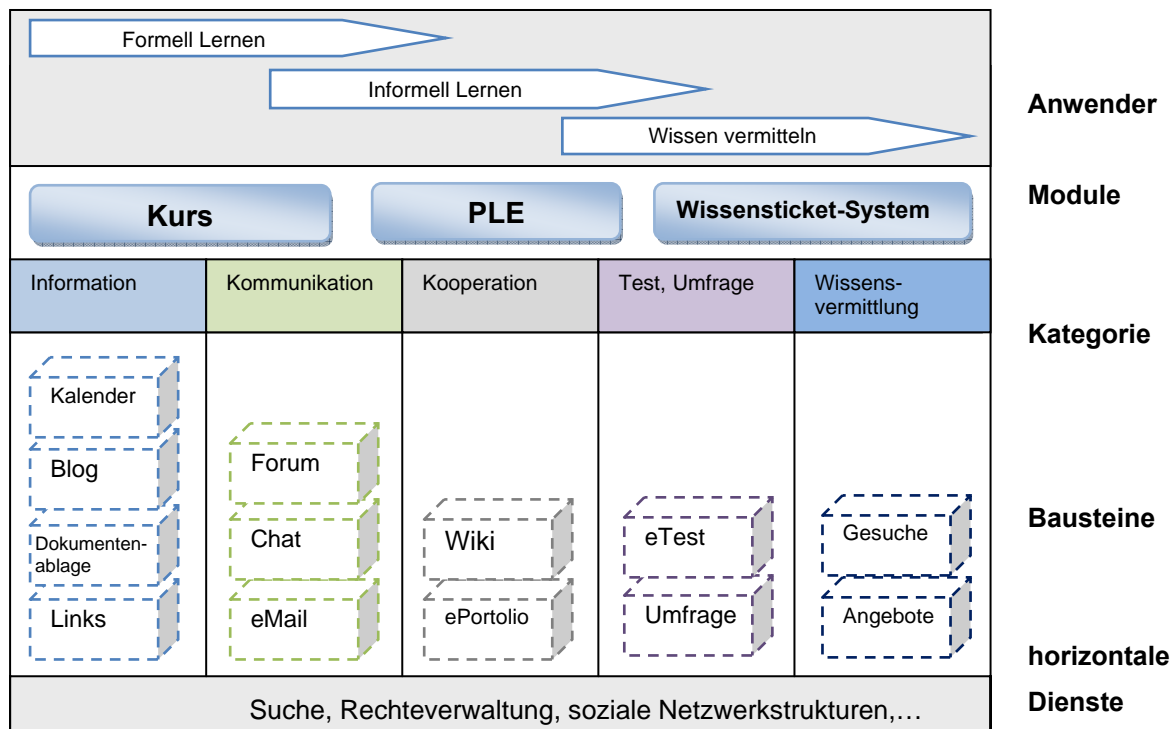 Formell Lernen
Informell Lernen
Wissen vermitteln
Anwender
Kurs
PLE
Wissensticket-System
Module
Information
Kommunikation
Kooperation
Test, Umfrage
Wissens-
vermittlung
Kategorie
Kalender
Blog
Dokumenten-
ablage
Links
Forum
Chat
eMail
Wiki
ePortolio
eTest
Umfrage
Gesuche
Angebote
Bausteine
horizontale
Dienste
Suche, Rechteverwaltung, soziale Netzwerkstrukturen,…